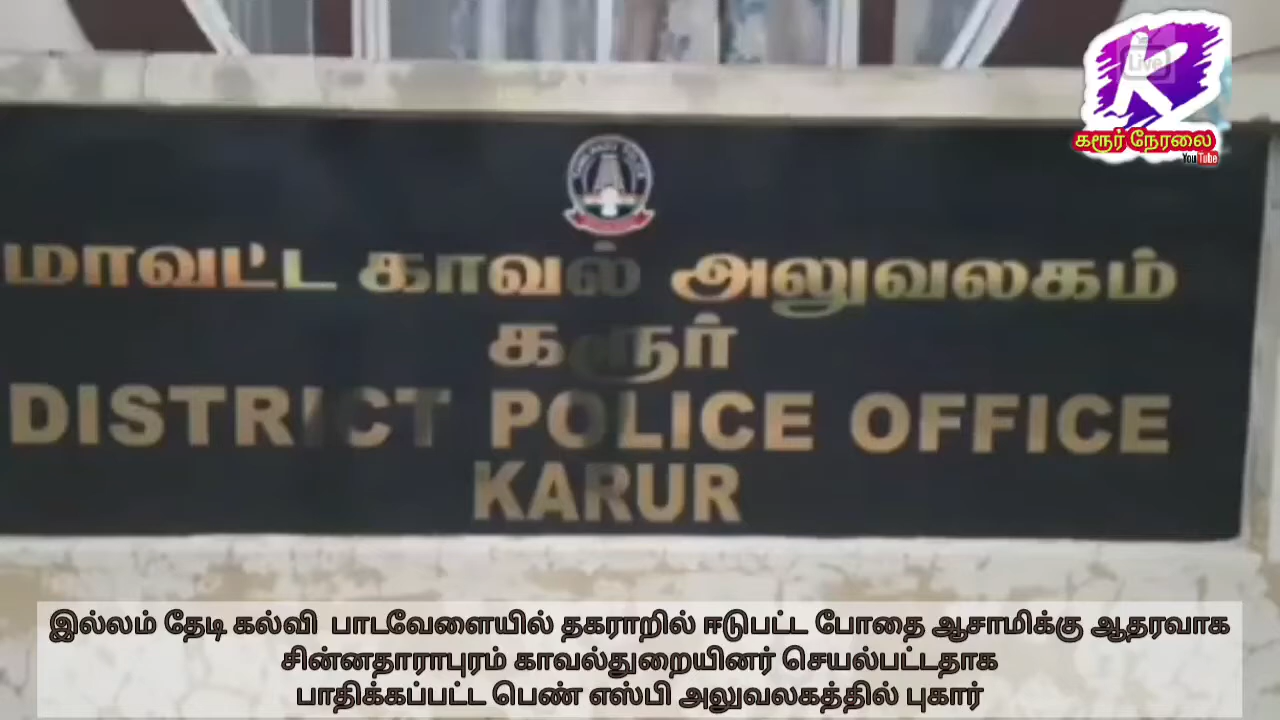 Live
கரூர் நேரலை
YouTube
மாவட்ட காவல் அலுவலகம்
கரூர்
DISTRICT POLICE OFFICE
KARUR
இல்லம் தேடி கல்வி பாடவேளையில் தகராறில் ஈடுபட்ட போதை ஆசாமிக்கு ஆதரவாக
சின்னதாராபுரம் காவல்துறையினர் செயல்பட்டதாக
பாதிக்கப்பட்ட பெண் எஸ்பி அலுவலகத்தில் புகார்